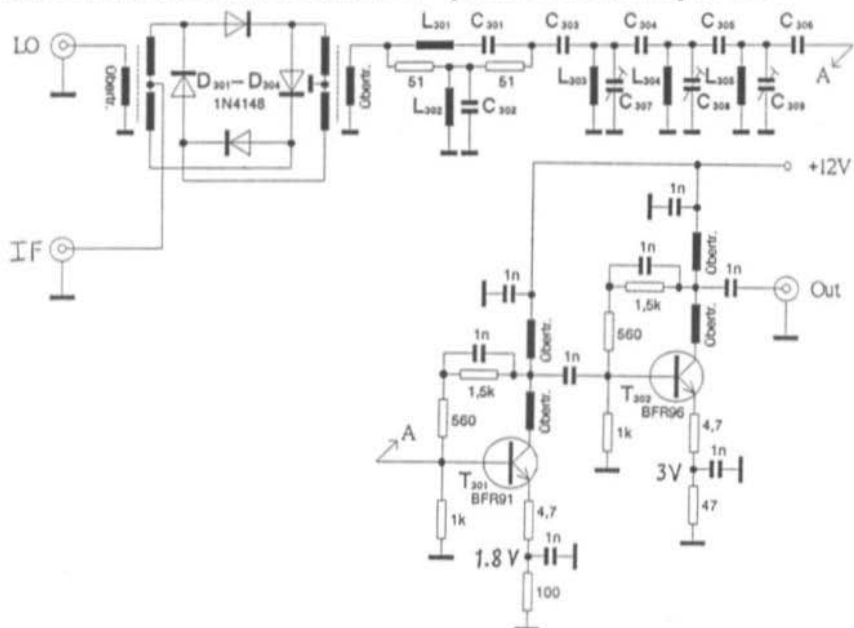 LO
Übertr.
D301 – D304
1N4148
Übertr.
L301
C301
C303
C304
C305
C306
51
51
L302
C302
L303
C307
L304
C308
L305
C309
A
+12V
IF
1n
1n
Übertr.
1n
Out
1,5k
Übertr.
560
1n
Übertr.
1n
1n
1,5k
Übertr.
560
T302
BFR96
1k
4,7
1n
3V
47
A
T301
BFR91
1k
4,7
1n
1.8 V
100